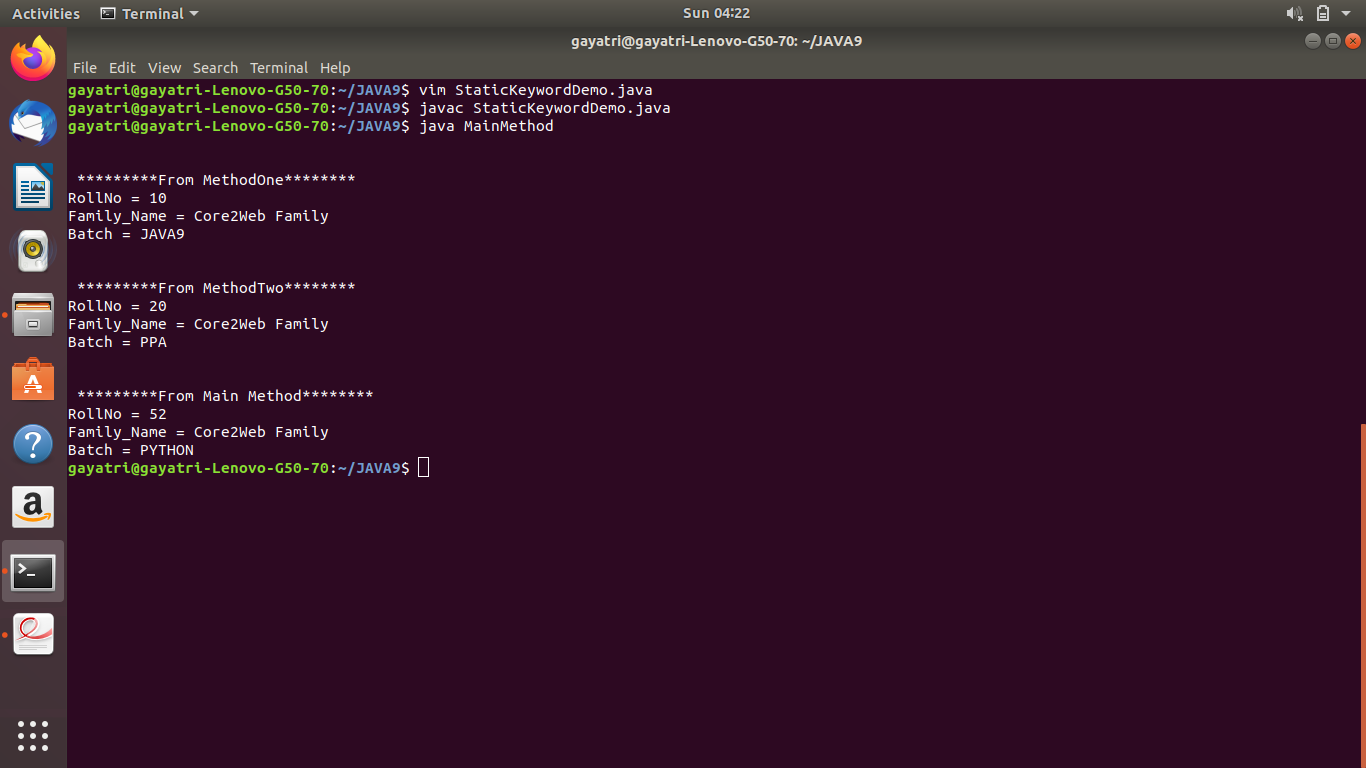 Activities Terminal Sun 04:22
gayatri@gayatri-Lenovo-G50-70: ~/JAVA9
File Edit View Search Terminal Help
gayatri@gayatri-Lenovo-G50-70:~/JAVA9$ vim StaticKeywordDemo.java
gayatri@gayatri-Lenovo-G50-70:~/JAVA9$ javac StaticKeywordDemo.java
gayatri@gayatri-Lenovo-G50-70:~/JAVA9$ java MainMethod
*********From MethodOne********
RollNo = 10
Family_Name = Core2Web Family
Batch = JAVA9
*********From MethodTwo********
RollNo = 20
Family_Name = Core2Web Family
Batch = PPA
*********From Main Method********
RollNo = 52
Family_Name = Core2Web Family
Batch = PYTHON
gayatri@gayatri-Lenovo-G50-70:~/JAVA9$